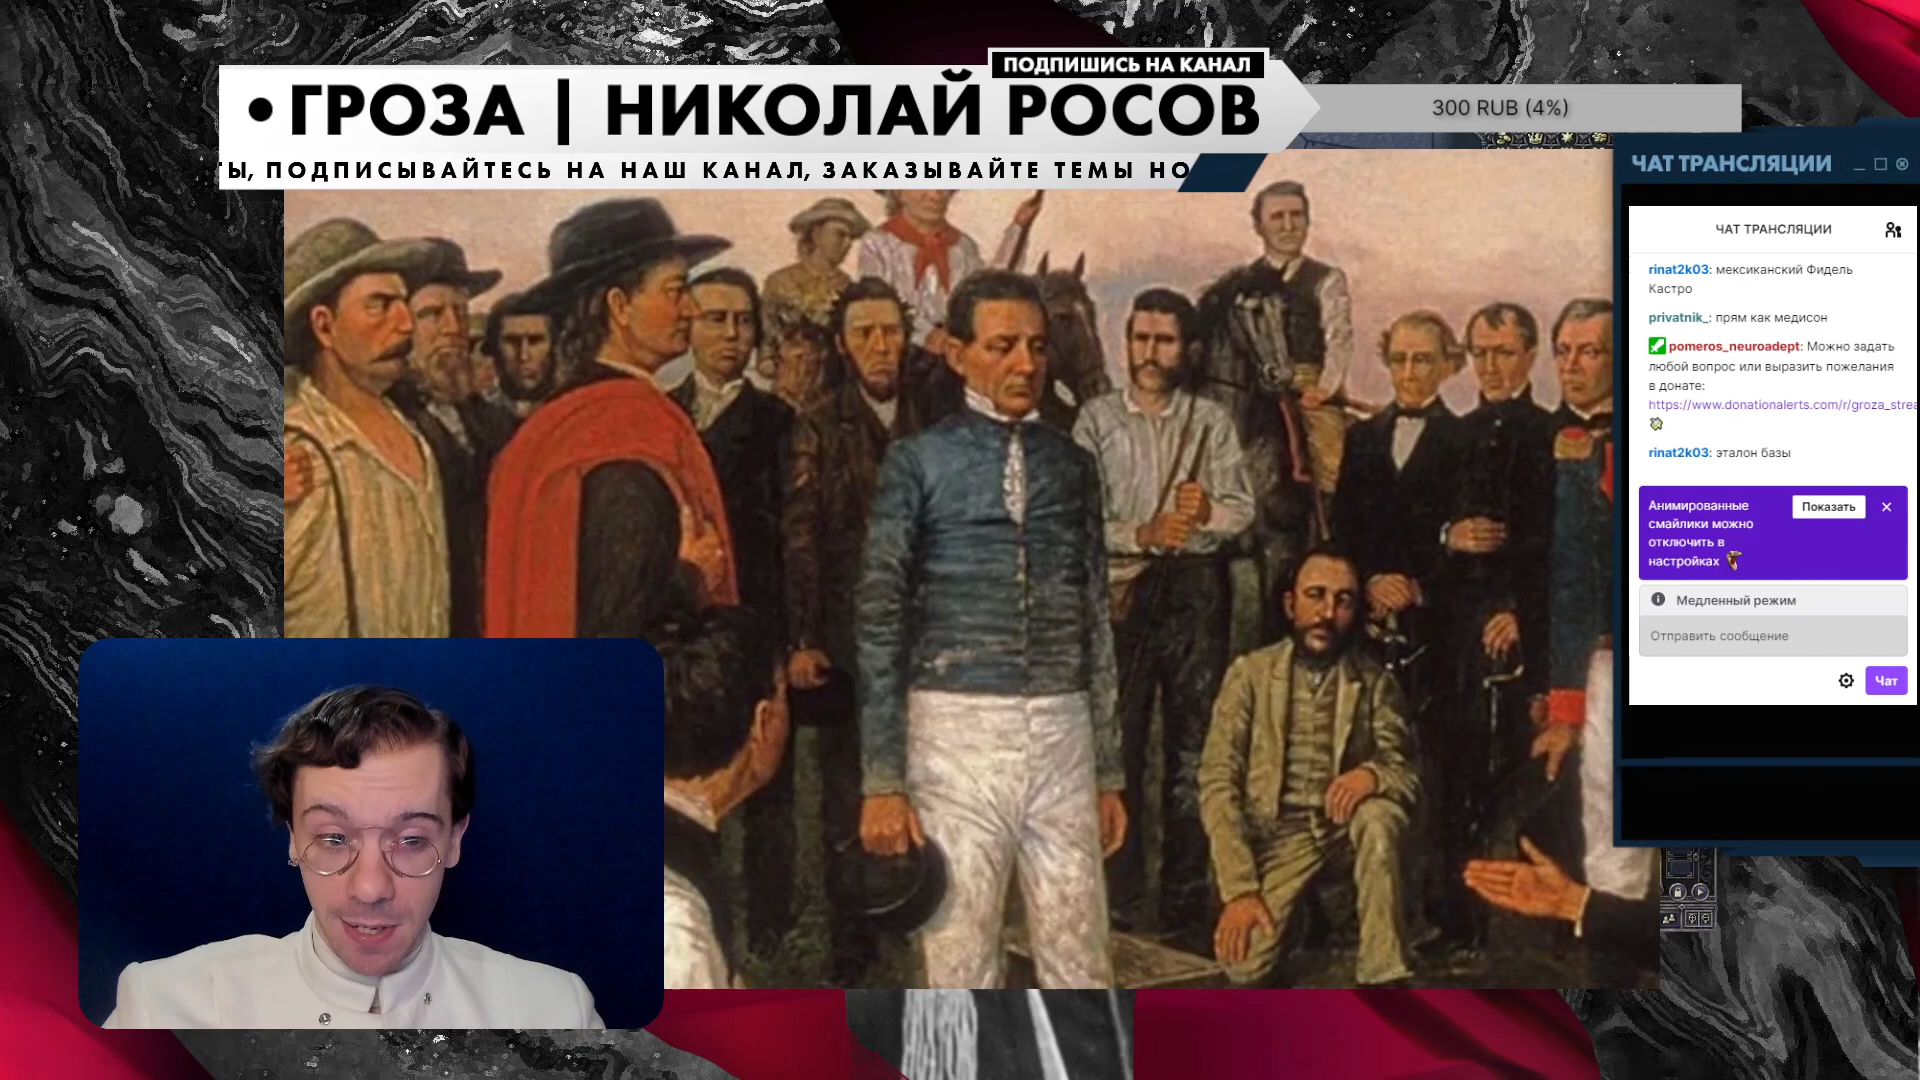 ПОДПИШИСЬ НА КАНАЛ
• ГРОЗА | НИКОЛАЙ РОСОВ
300 RUB (4%)
Ы, ПОДПИСЫВАЙТЕСЬ НА НАШ КАНАЛ, ЗАКАЗЫВАЙТЕ ТЕМЫ НО
ЧАТ ТРАНСЛЯЦИИ
ЧАТ ТРАНСЛЯЦИИ
rinat2k03: мексиканский Фидель
Кастро
privatnik_: прям как медисон
pomeros_neuroadept: Можно задать
любой вопрос или выразить пожелания
в донате:
https://www.donationalerts.com/r/groza_strea
rinat2k03: эталон базы
Анимированные
смайлики можно
отключить в
настройках
Показать
Медленный режим
Отправить сообщение
Чат